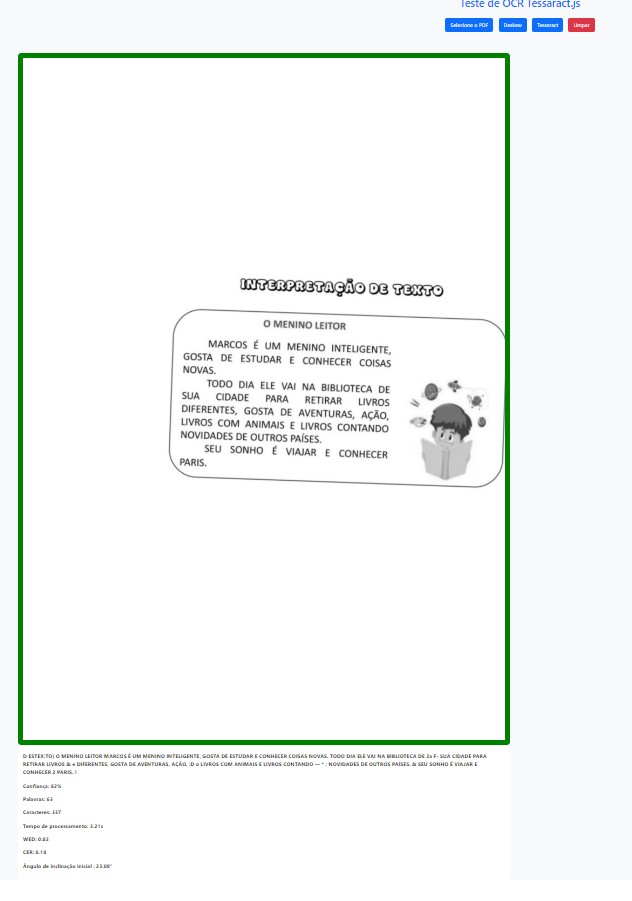 Teste de OCR Tessaract.js
Selecione o PDF
Deskew
Tesseract
Limpar
INTERPRETAÇÃO DE TEXTO
O MENINO LEITOR
MARCOS É UM MENINO INTELIGENTE,
GOSTA DE ESTUDAR E CONHECER COISAS
NOVAS.
TODO DIA ELE VAI NA BIBLIOTECA DE
SUA CIDADE PARA RETIRAR LIVROS
DIFERENTES, GOSTA DE AVENTURAS, AÇÃO,
LIVROS COM ANIMAIS E LIVROS CONTANDO
NOVIDADES DE OUTROS PAÍSES.
SEU SONHO É VIAJAR E CONHECER
PARIS.
D ESTEX;TO) O MENINO LEITOR MARCOS É UM MENINO INTELIGENTE, GOSTA DE ESTUDAR E CONHECER COISAS NOVAS. TODO DIA ELE VAI NA BIBLIOTECA DE 2a F- SUA CIDADE PARA
RETIRAR LIVROS & e DIFERENTES, GOSTA DE AVENTURAS, AÇÃO, ;D o LIVROS COM ANIMAIS E LIVROS CONTANDO — * ; NOVIDADES DE OUTROS PAÍSES. & SEU SONHO É VIAJAR E
CONHECER 2 PARIS. !
Confiança: 82%
Palavras: 63
Caracteres: 337
Tempo de processamento: 3.21s
WED: 0.02
CER: 0.18
Ângulo de inclinação inicial : 23.00°